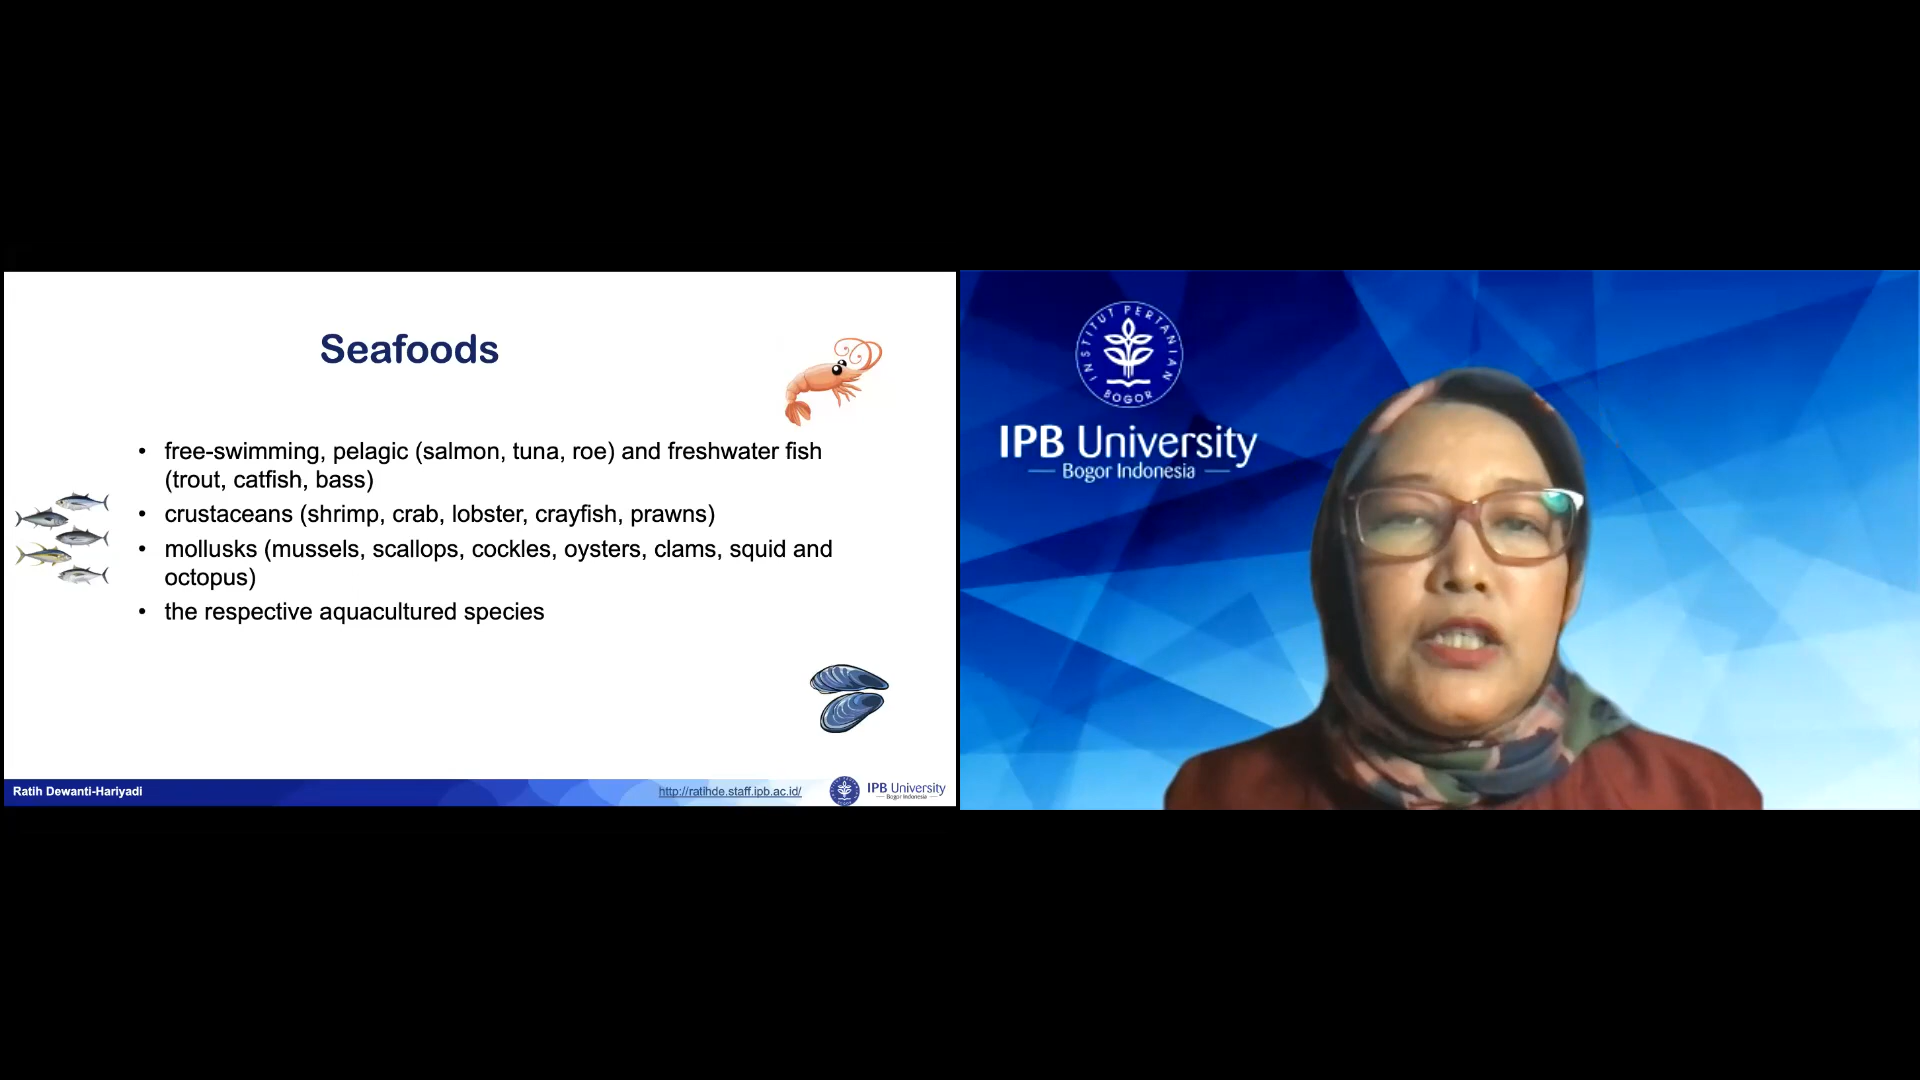 Seafoods
• free-swimming, pelagic (salmon, tuna, roe) and freshwater fish
(trout, catfish, bass)
• crustaceans (shrimp, crab, lobster, crayfish, prawns)
• mollusks (mussels, scallops, cockles, oysters, clams, squid and
octopus)
• the respective aquacultured species
Ratih Dewanti-Hariyadi
http://ratihde.staff.ipb.ac.id/
IPB University
Bogor Indonesia
INSTITUT PERTANIAN
BOGOR
IPB University
Bogor Indonesia